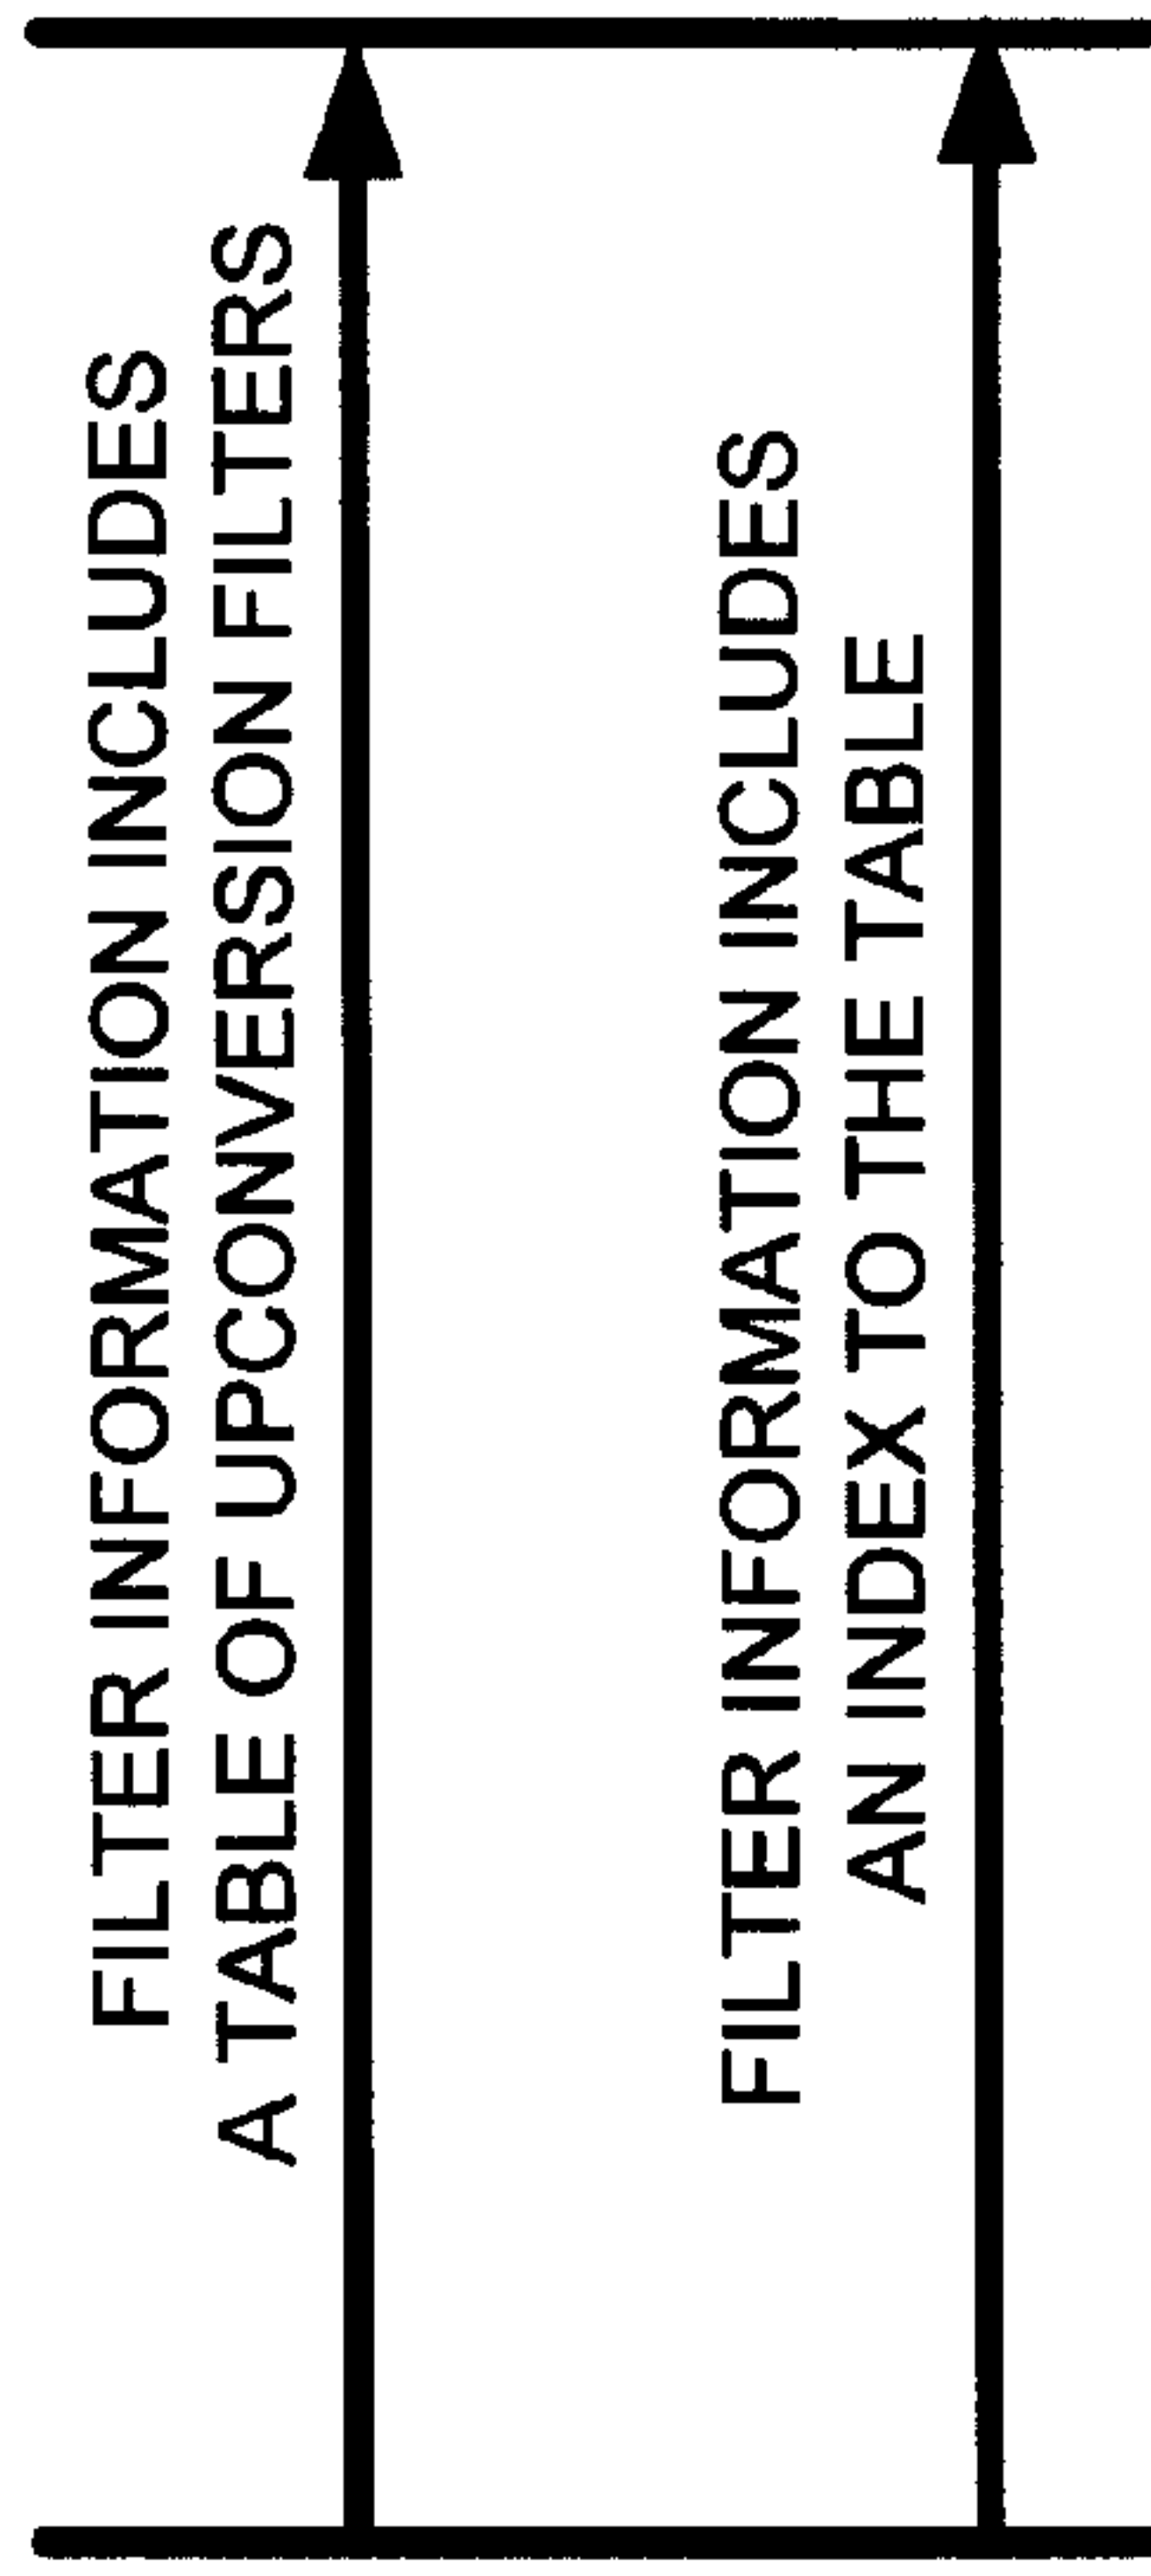 FILTER INFORMATION INCLUDES
A TABLE OF UPCONVERSION FILTERS
FILTER INFORMATION INCLUDES
AN INDEX TO THE TABLE